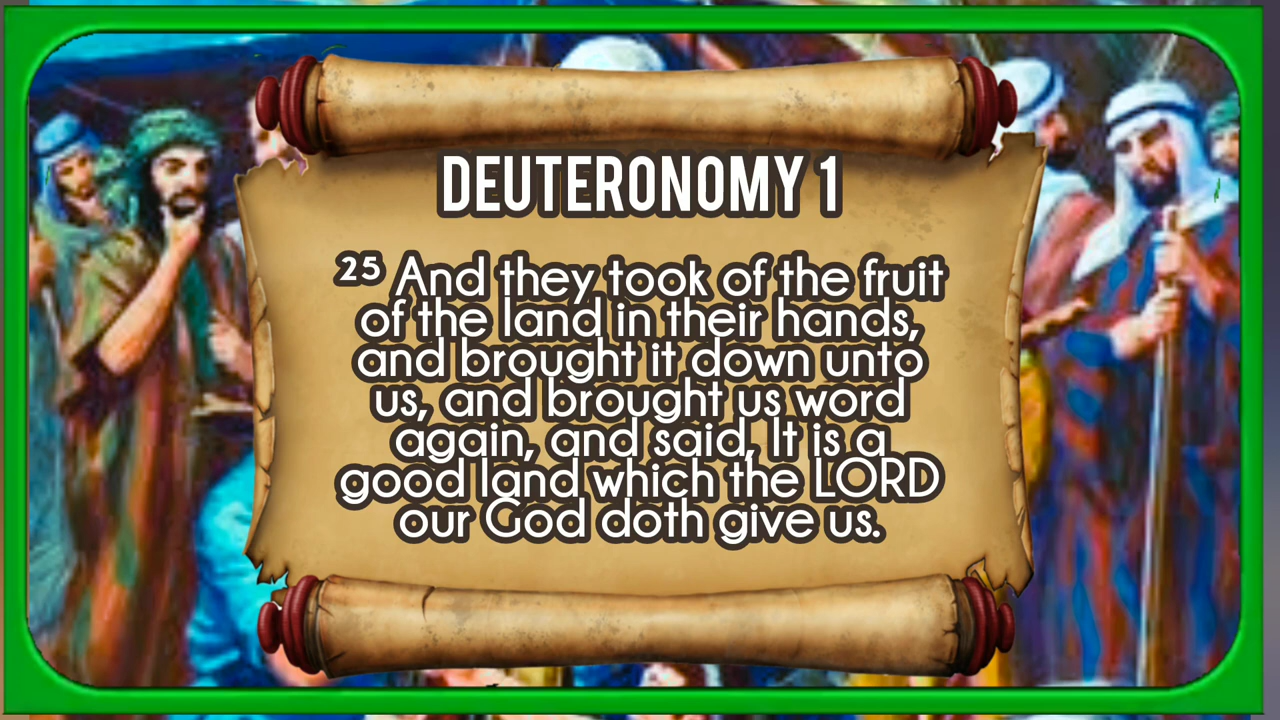 DEUTERONOMY 1
25 And they took of the fruit
of the land in their hands,
and brought it down unto
us, and brought us word
again, and said, It is a
good land which the LORD
our God doth give us.